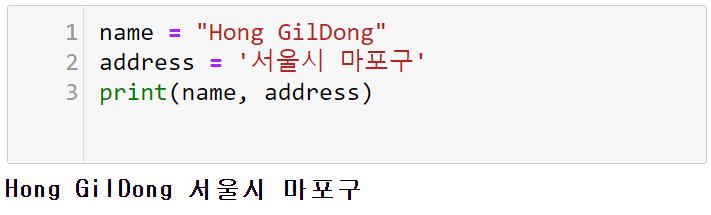 1 name = "Hong GilDong"
2 address = '서울시 마포구'
3 print(name, address)
Hong GilDong 서울시 마포구